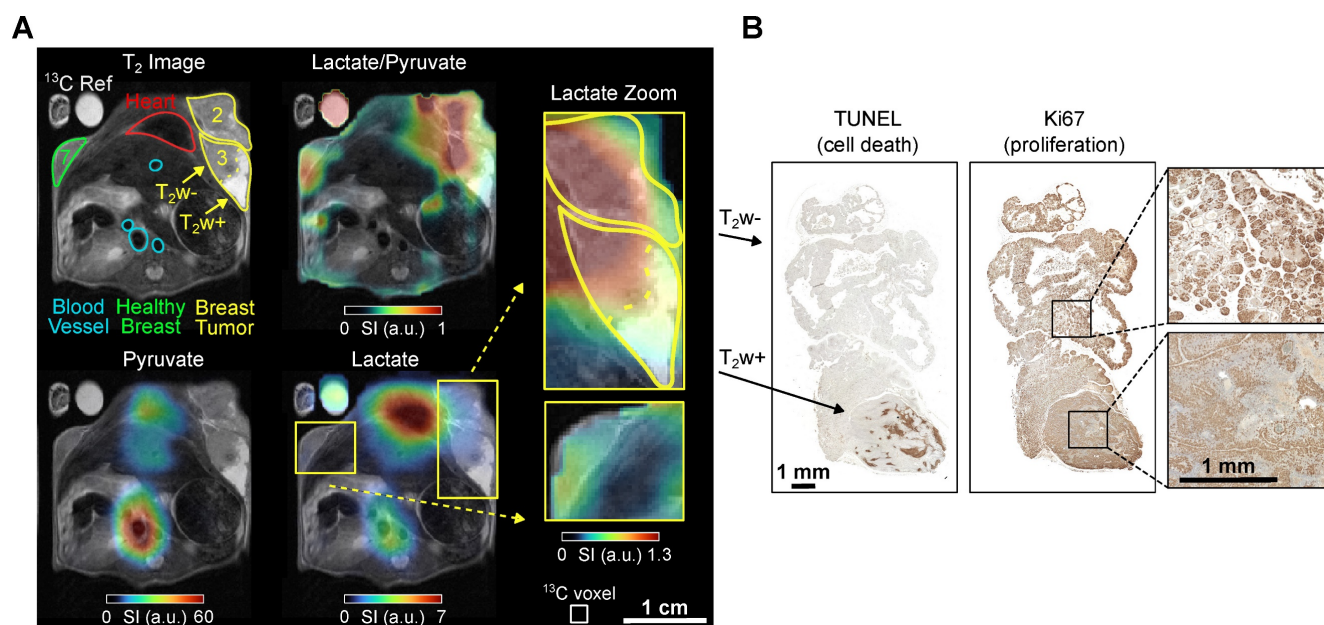 A
T₂ Image
¹³C Ref
Heart
2
7
3
T₂w-
T₂w+
Blood Vessel
Healthy Breast
Breast Tumor
Lactate/Pyruvate
0 SI (a.u.) 1
Pyruvate
0 SI (a.u.) 60
Lactate
0 SI (a.u.) 7
Lactate Zoom
0 SI (a.u.) 1.3
¹³C voxel
1 cm
B
TUNEL
(cell death)
Ki67
(proliferation)
T₂w-
T₂w+
1 mm
1 mm